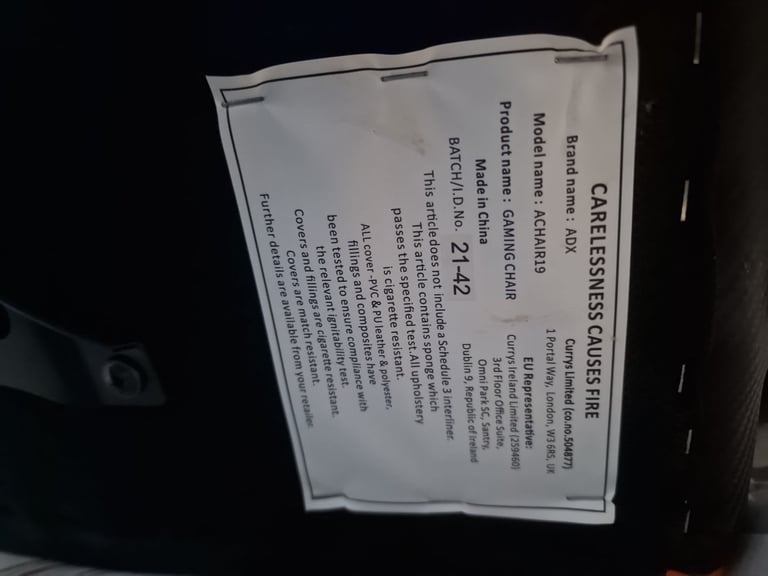 CARELESSNESS CAUSES FIRE
Brand name : ADX
Model name : ACHAIR19
Product name : GAMING CHAIR
Made in China
BATCH/I.D.No. 21-42
Currys Limited (co.no.504877)
1 Portal Way, London, W3 6RS, UK
EU Representative:
Currys Ireland Limited (259460)
3rd Floor Office Suite,
Omni Park SC, Santry,
Dublin 9, Republic of Ireland
This article does not include a Schedule 3 interliner.
This article contains sponge which
passes the specified test.All upholstery
is cigarette resistant.
ALL cover -PVC & PU leather & polyester,
fillings and composites have
been tested to ensure compliance with
the relevant ignitability test.
Covers and fillings are cigarette resistant.
Covers are match resistant.
Further details are available from your retailer.